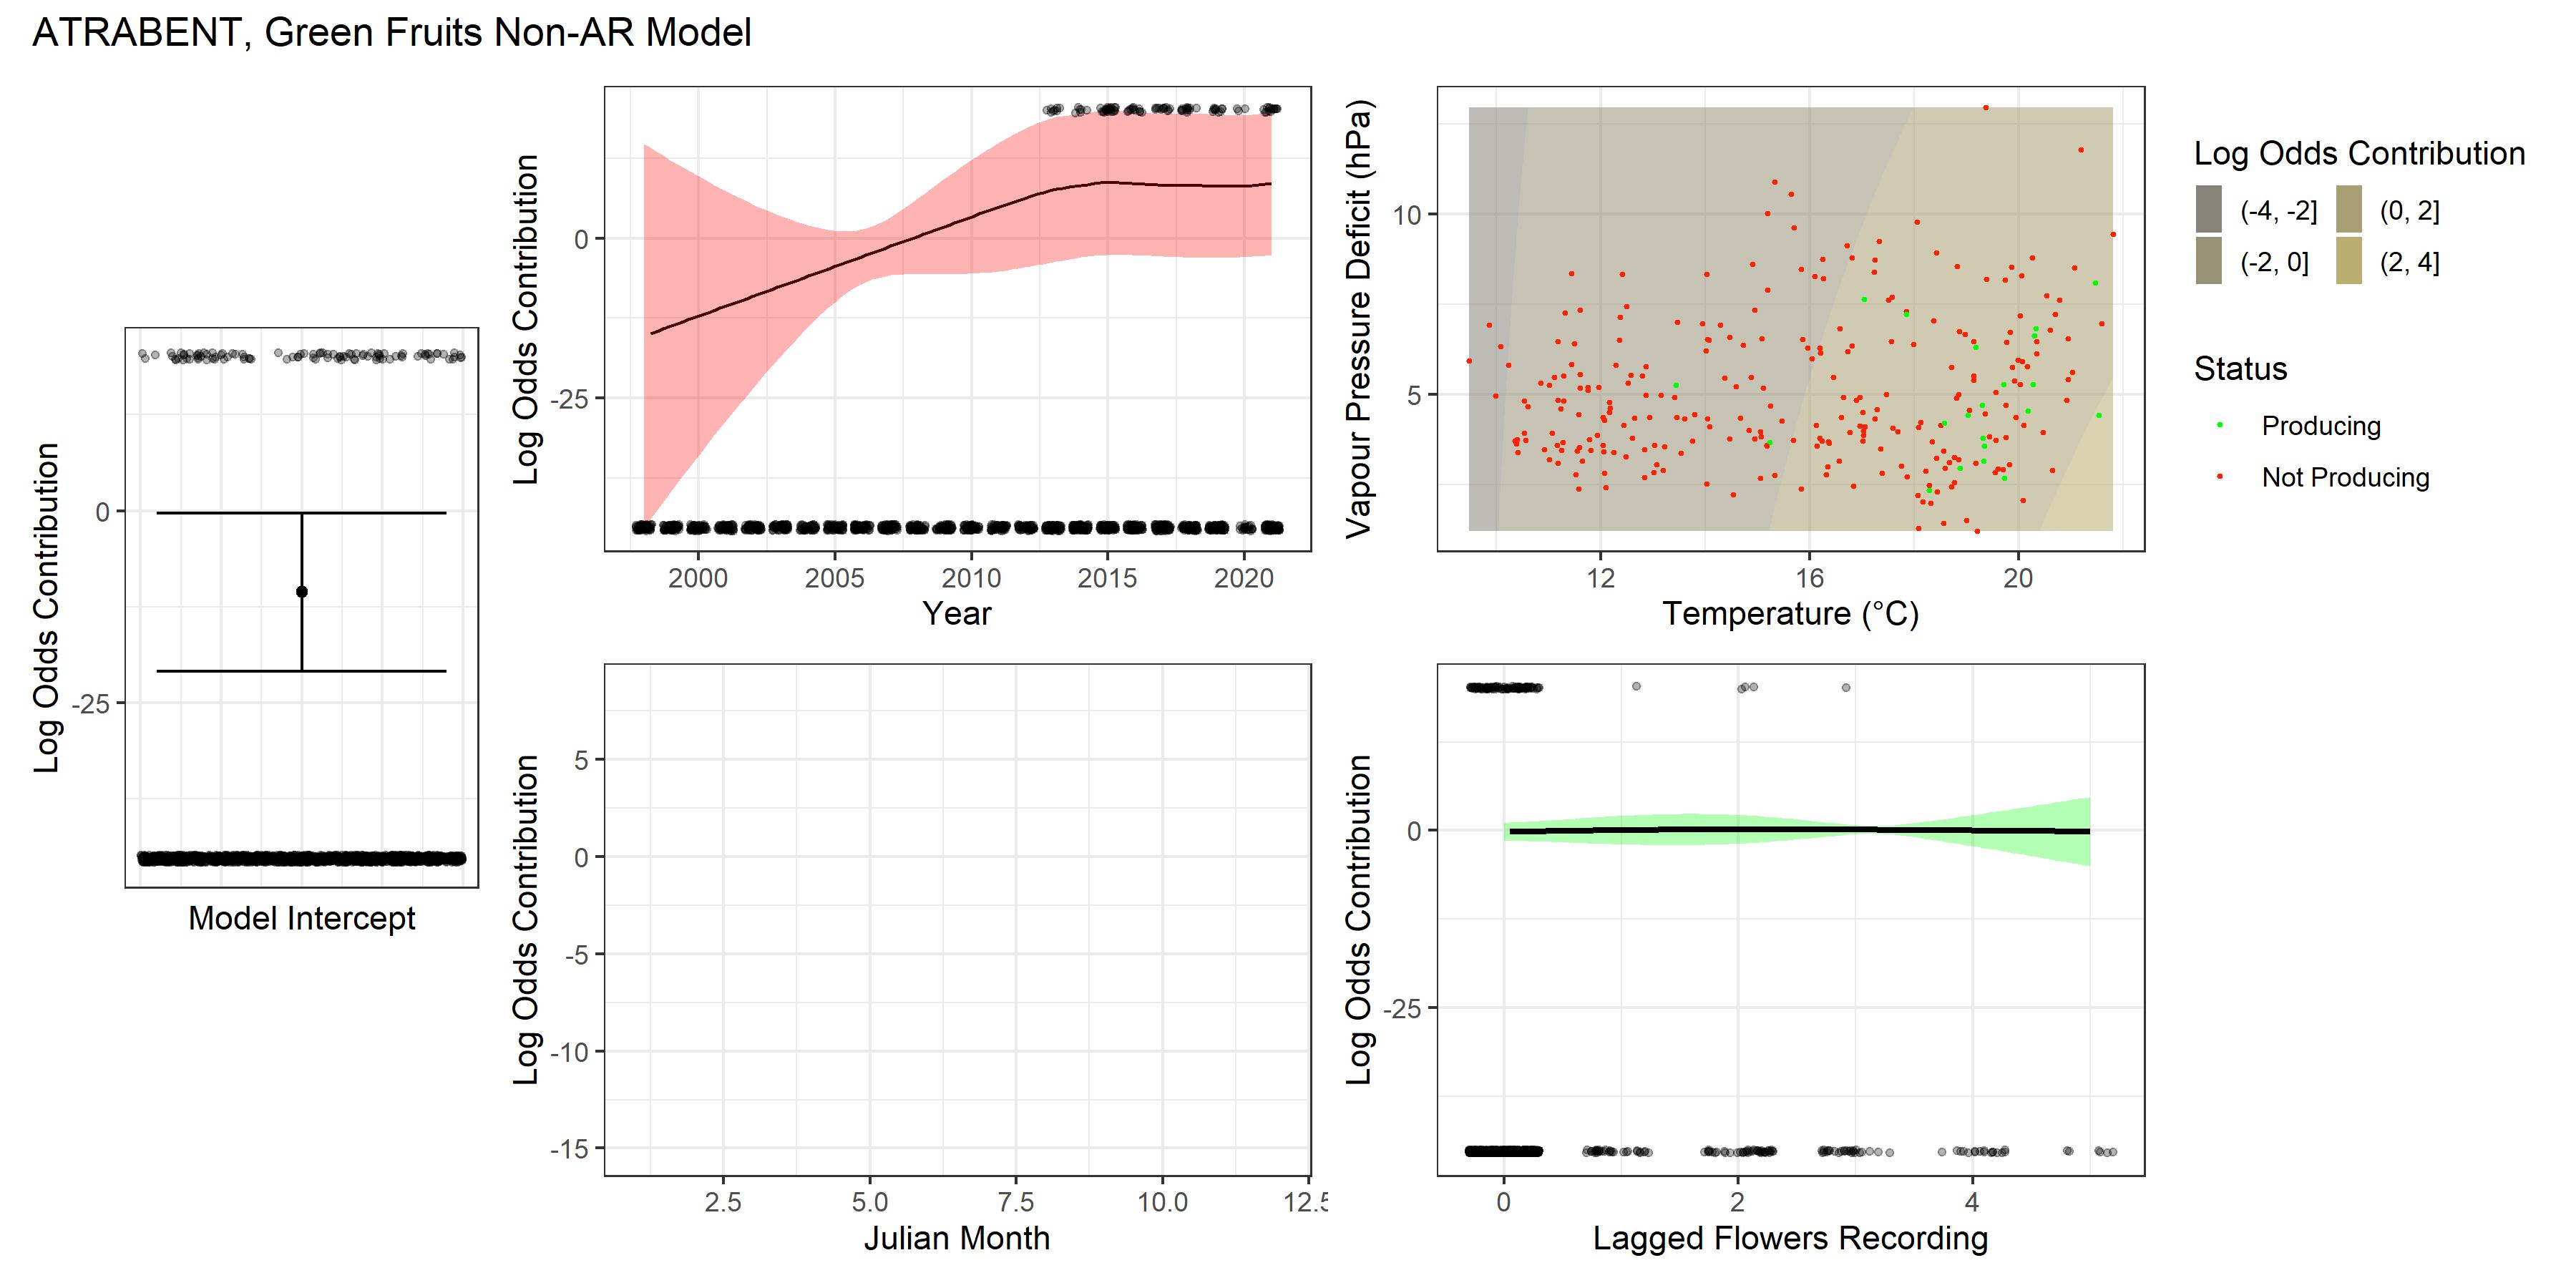 ATRABENT, Green Fruits Non-AR Model
Log Odds Contribution
0
-25
Model Intercept
Log Odds Contribution
0
-25
2000 2005 2010 2015 2020
Year
Vapour Pressure Deficit (hPa)
10
5
12 16 20
Temperature (°C)
Log Odds Contribution
(-4, -2] (0, 2]
(-2, 0] (2, 4]
Status
Producing
Not Producing
Log Odds Contribution
5
0
-5
-10
-15
2.5 5.0 7.5 10.0 12.5
Julian Month
Log Odds Contribution
0
-25
0 2 4
Lagged Flowers Recording